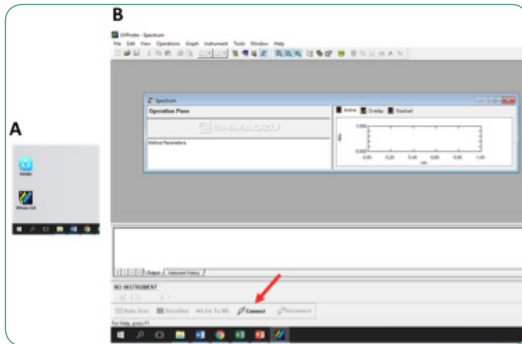 B
UVProbe - Spectrum
File Edit View Operations Graph Instrument Tools Window Help
Spectrum
Operation Pane
Active Overlap Stacked
SHIMADZU
Method Parameters
1.000
Abs.
0.000
0.00 0.20 0.40 0.60 0.80 1.00
nm.
A
Output Instrument History
NO INSTRUMENT
Auto Zero Baseline Go To WL Connect Disconnect
For Help, press F1